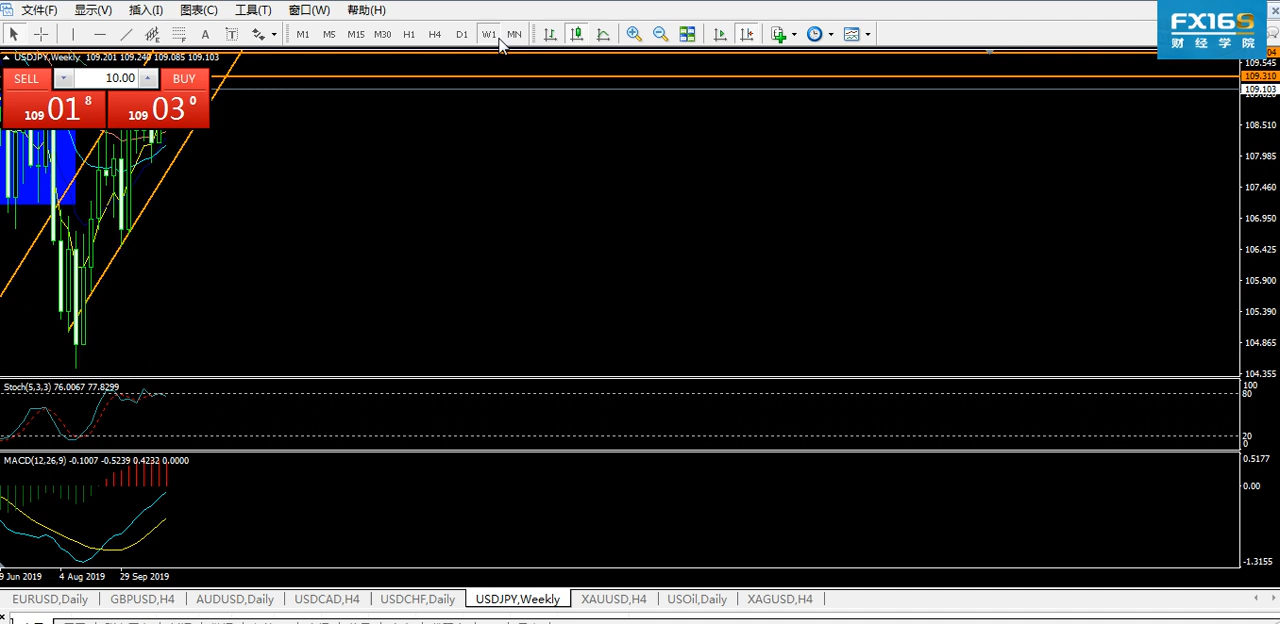 文件(F) 显示(V) 插入(I) 图表(C) 工具(T) 窗口(W) 帮助(H)
FX168
财经学院
A T M1 M5 M15 M30 H1 H4 D1 W1 MN
USDJPY,Weekly 109.201 109.240 109.085 109.103
SELL 10.00 BUY
109 01 8 109 03 0
04
109.545
109.310
109.103
108.510
107.985
107.460
106.950
106.425
105.900
105.390
104.865
104.355
Stoch(5,3,3) 76.0067 77.8299
100
80
20
0
MACD(12,26,9) -0.1007 -0.5239 0.4232 0.0000
0.5177
0.00
-1.3155
9 Jun 2019 4 Aug 2019 29 Sep 2019
EURUSD,Daily GBPUSD,H4 AUDUSD,Daily USDCAD,H4 USDCHF,Daily USDJPY,Weekly XAUUSD,H4 USOil,Daily XAGUSD,H4